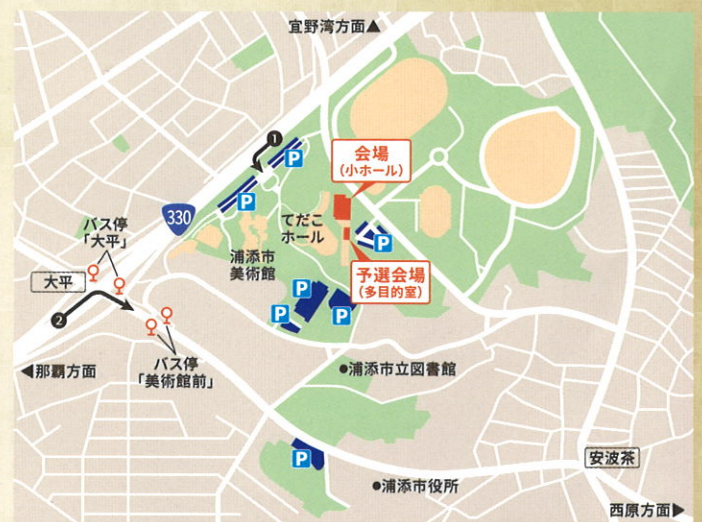 宜野湾方面▲
❶
P
会場
(小ホール)
P
330
バス停
「大平」
てだこ
ホール
P
浦添市
美術館
大平
予選会場
(多目的室)
P
P
P
❷
◀那覇方面
バス停
「美術館前」
●浦添市立図書館
P
安波茶
●浦添市役所
西原方面▶